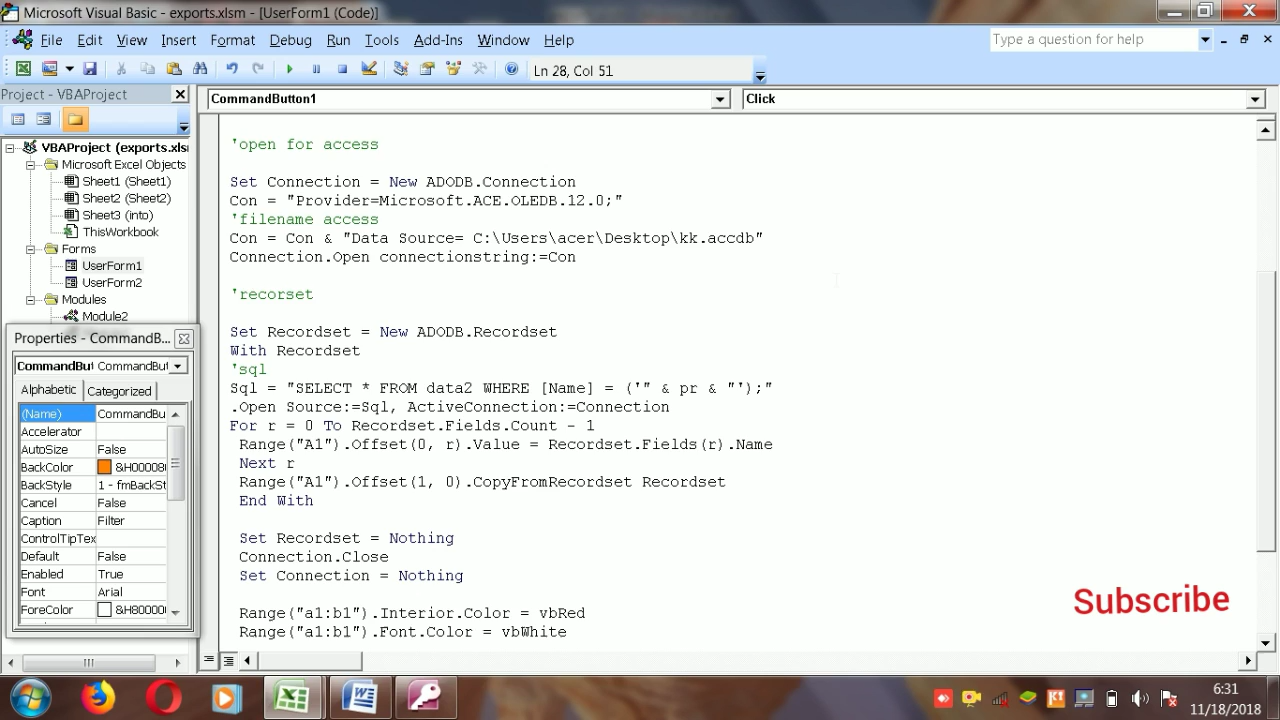 Microsoft Visual Basic - exports.xlsm - [UserForm1 (Code)]
File Edit View Insert Format Debug Run Tools Add-Ins Window Help
Type a question for help
Ln 28, Col 51
Project - VBAProject
CommandButton1
Click
VBAProject (exports.xlsı
Microsoft Excel Objects
Sheet1 (Sheet1)
Sheet2 (Sheet2)
Sheet3 (into)
ThisWorkbook
Forms
UserForm1
UserForm2
Modules
Module2
Properties - CommandB...
CommandBut CommandBut
Alphabetic Categorized
(Name) CommandBu
Accelerator
AutoSize False
BackColor &H00008
BackStyle 1 - fmBackSt
Cancel False
Caption Filter
ControlTipTex
Default False
Enabled True
Font Arial
ForeColor &H80000
'open for access
Set Connection = New ADODB.Connection
Con = "Provider=Microsoft.ACE.OLEDB.12.0;"
'filename access
Con = Con & "Data Source= C:\Users\acer\Desktop\kk.accdb"
Connection.Open connectionstring:=Con
'recorset
Set Recordset = New ADODB.Recordset
With Recordset
'sql
Sql = "SELECT * FROM data2 WHERE [Name] = ('" & pr & "');"
.Open Source:=Sql, ActiveConnection:=Connection
For r = 0 To Recordset.Fields.Count - 1
Range("A1").Offset(0, r).Value = Recordset.Fields(r).Name
Next r
Range("A1").Offset(1, 0).CopyFromRecordset Recordset
End With
Set Recordset = Nothing
Connection.Close
Set Connection = Nothing
Range("a1:b1").Interior.Color = vbRed
Range("a1:b1").Font.Color = vbWhite
Subscribe
6:31
11/18/2018